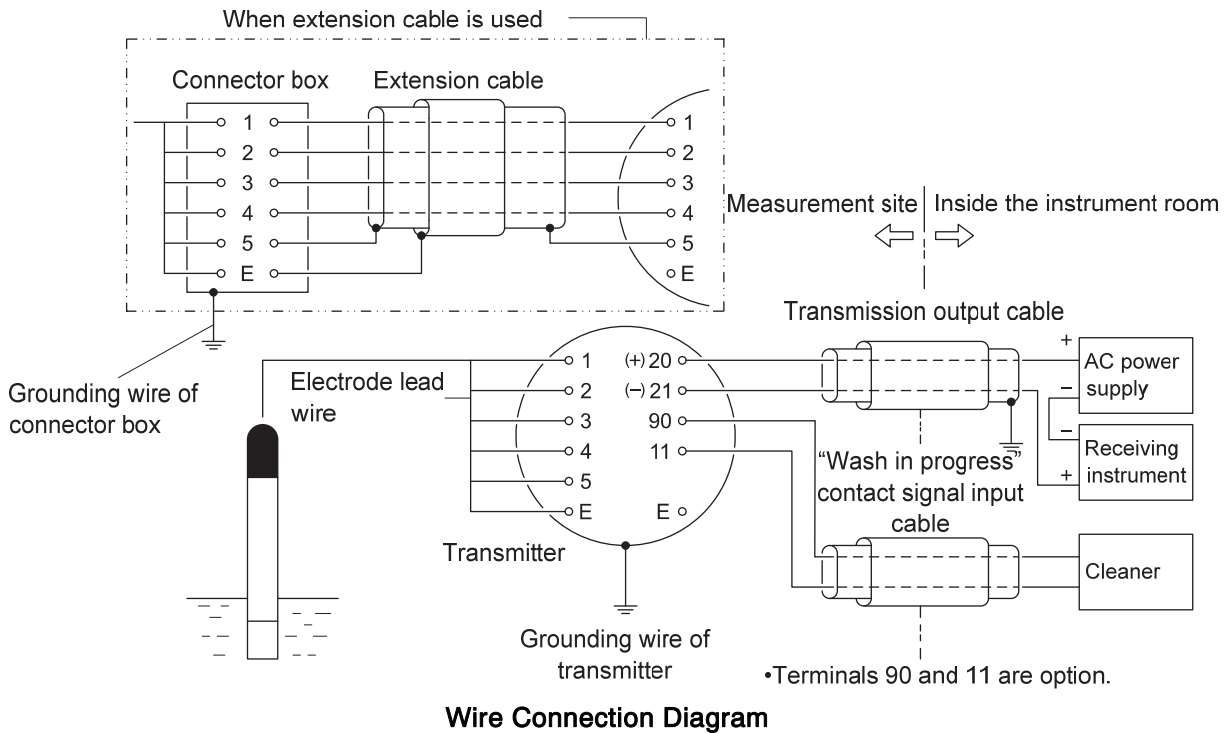 When extension cable is used
Connector box
Extension cable
1
2
3
4
5
E
1
2
3
4
5
E
Measurement site
Inside the instrument room
Grounding wire of
connector box
Electrode lead
wire
1
2
3
4
5
E
(+) 20
(−) 21
90
11
E
Transmitter
Grounding wire of
transmitter
Transmission output cable
+
AC power
supply
−
−
Receiving
instrument
+
“Wash in progress”
contact signal input
cable
Cleaner
•Terminals 90 and 11 are option.
Wire Connection Diagram